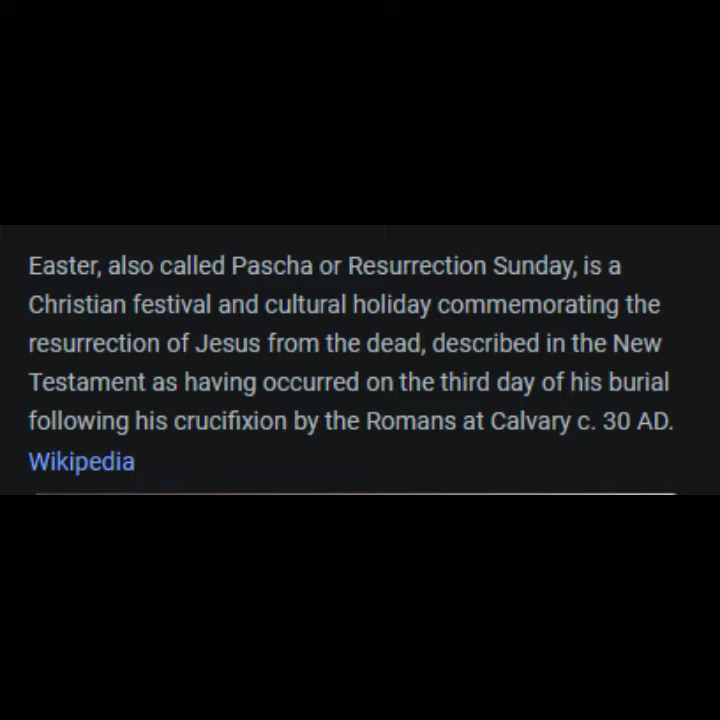 Easter, also called Pascha or Resurrection Sunday, is a
Christian festival and cultural holiday commemorating the
resurrection of Jesus from the dead, described in the New
Testament as having occurred on the third day of his burial
following his crucifixion by the Romans at Calvary c. 30 AD.
Wikipedia